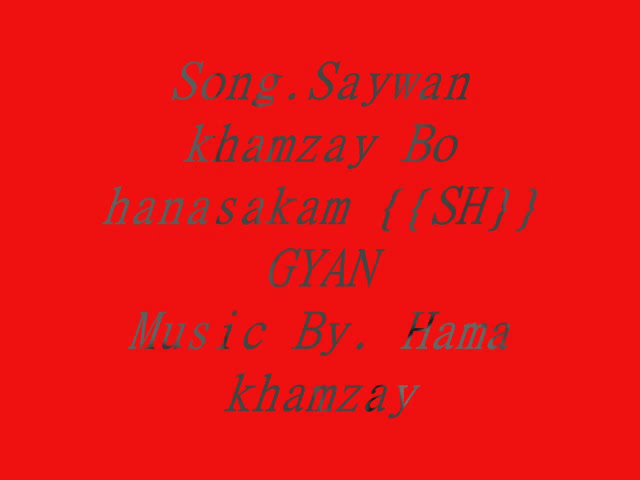 Song.Saywan
khamzay Bo
hanasakam {{SH}}
GYAN
Music By. Hama
khamzay